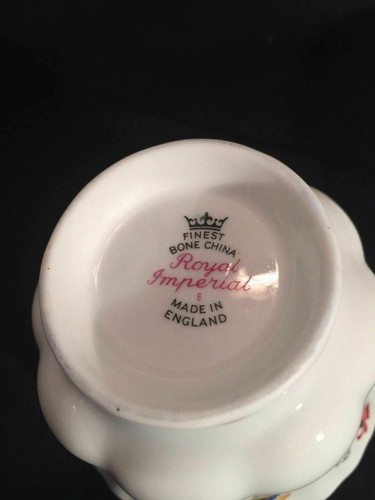 FINEST
BONE CHINA
Royal
Imperial
E
MADE IN
ENGLAND